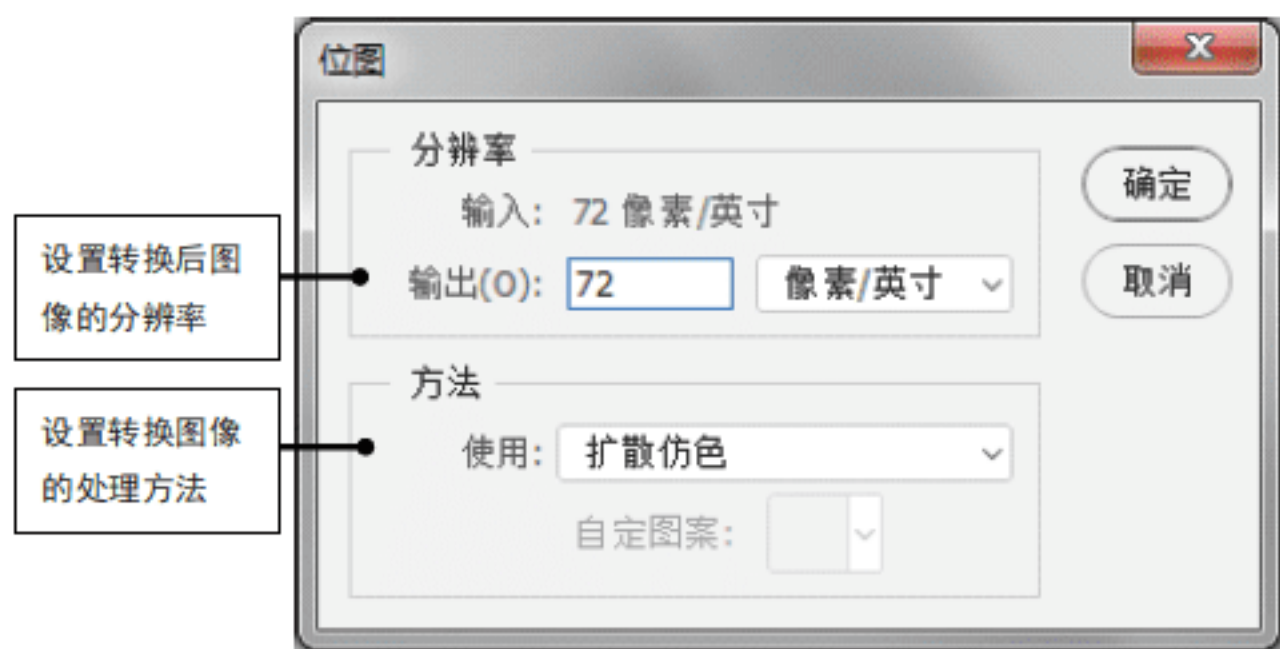 位图
分辨率
输入: 72 像素/英寸
输出(O): 72 像素/英寸
确定
取消
设置转换后图
像的分辨率
方法
使用: 扩散仿色
自定图案:
设置转换图像
的处理方法